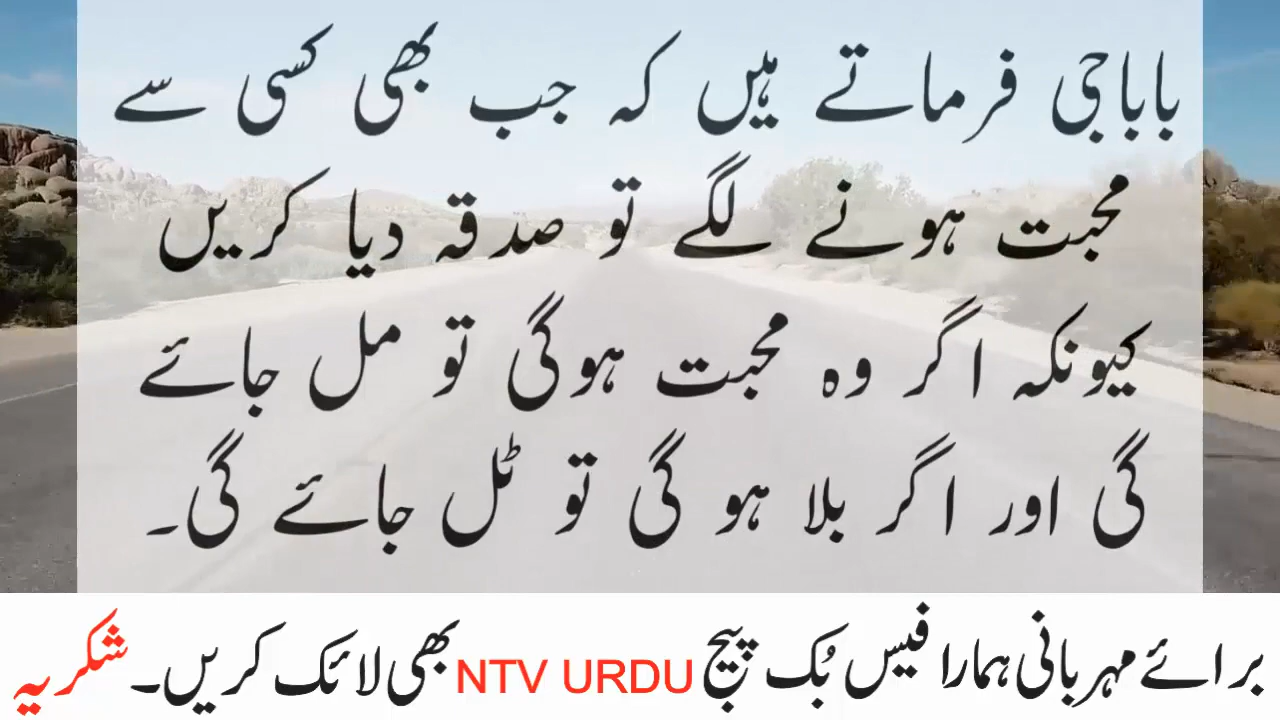 باباجی فرماتے ہیں کہ جب بھی کسی سے
محبت ہونے لگے تو صدقہ دیا کریں
کیونکہ اگر وہ محبت ہوگی تو مل جائے
گی اور اگر بلا ہو گی تو ٹل جائے گی۔
برائے مہربانی ہمارا فیس بُک پیج NTV URDU بھی لائک کریں۔ شکریہ